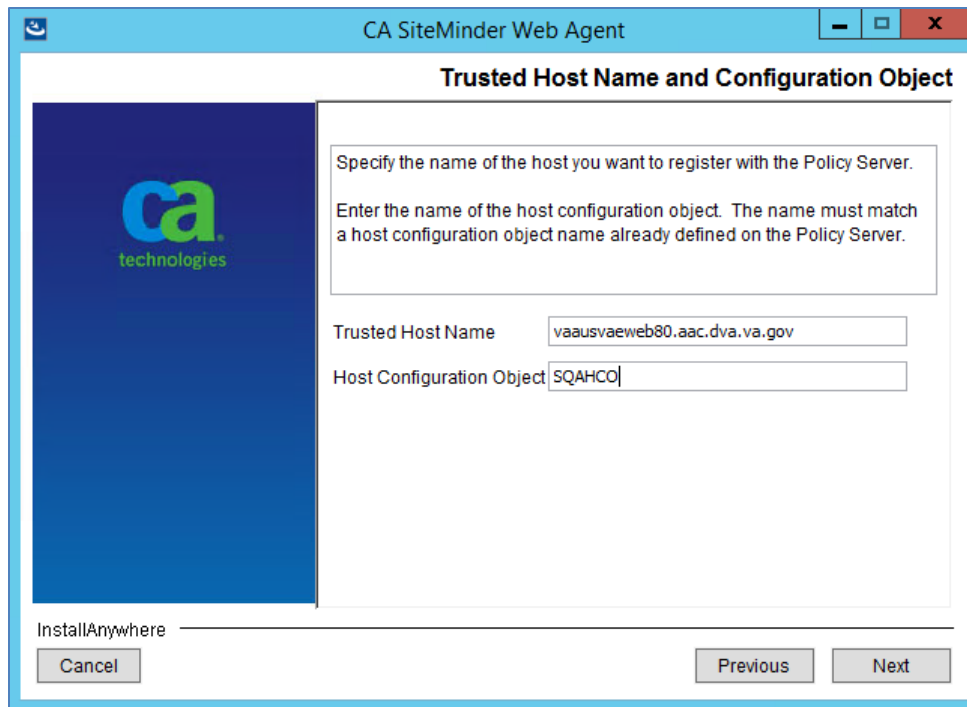 CA SiteMinder Web Agent
Trusted Host Name and Configuration Object
ca
technologies
Specify the name of the host you want to register with the Policy Server.
Enter the name of the host configuration object. The name must match
a host configuration object name already defined on the Policy Server.
Trusted Host Name vaausvaeweb80.aac.dva.va.gov
Host Configuration Object SQAHCO
InstallAnywhere
Cancel Previous Next